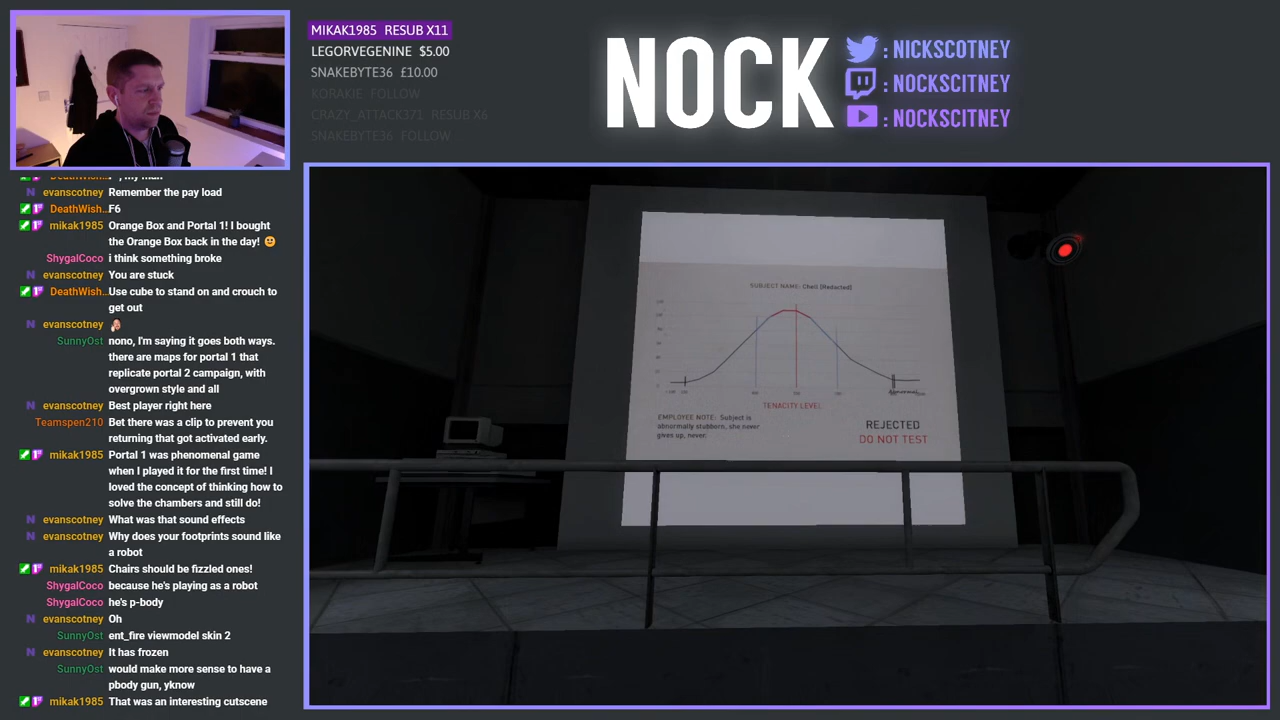 MIKAK1985 RESUB X11
LEGORVEGENINE $5.00
SNAKEBYTE36 £10.00
KORAKIE FOLLOW
CRAZY_ATTACK371 RESUB X6
SNAKEBYTE36 FOLLOW
NOCK
: NICKSCOTNEY
: NOCKSCITNEY
: NOCKSCITNEY
evanscotney Remember the pay load
DeathWish... F6
mikak1985 Orange Box and Portal 1! I bought
the Orange Box back in the day!
ShygalCoco i think something broke
evanscotney You are stuck
DeathWish... Use cube to stand on and crouch to
get out
evanscotney
SunnyOst nono, I'm saying it goes both ways.
there are maps for portal 1 that
replicate portal 2 campaign, with
overgrown style and all
evanscotney Best player right here
Teamspen210 Bet there was a clip to prevent you
returning that got activated early.
mikak1985 Portal 1 was phenomenal game
when I played it for the first time! I
loved the concept of thinking how to
solve the chambers and still do!
evanscotney What was that sound effects
evanscotney Why does your footprints sound like
a robot
mikak1985 Chairs should be fizzled ones!
ShygalCoco because he's playing as a robot
ShygalCoco he's p-body
evanscotney Oh
SunnyOst ent_fire viewmodel skin 2
evanscotney It has frozen
SunnyOst would make more sense to have a
pbody gun, yknow
mikak1985 That was an interesting cutscene
SUBJECT NAME: Chell [Redacted]
Abnormal
TENACITY LEVEL
EMPLOYEE NOTE: Subject is
abnormally stubborn, she never
gives up, never.
REJECTED
DO NOT TEST